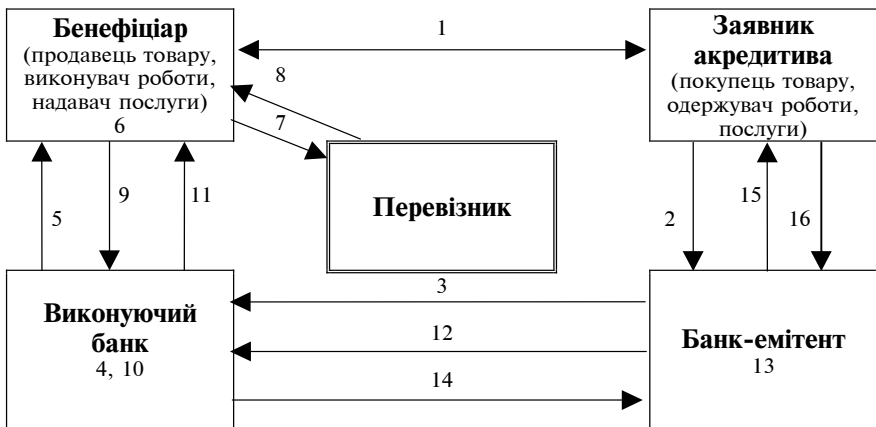 Бенефіціар
(продавець товару,
виконувач роботи,
надавач послуги)
6
1
8
7
Заявник
акредитива
(покупець товару,
одержувач роботи,
послуги)
Перевізник
5
9
11
2
15
16
3
12
14
Виконуючий
банк
4, 10
Банк-емітент
13